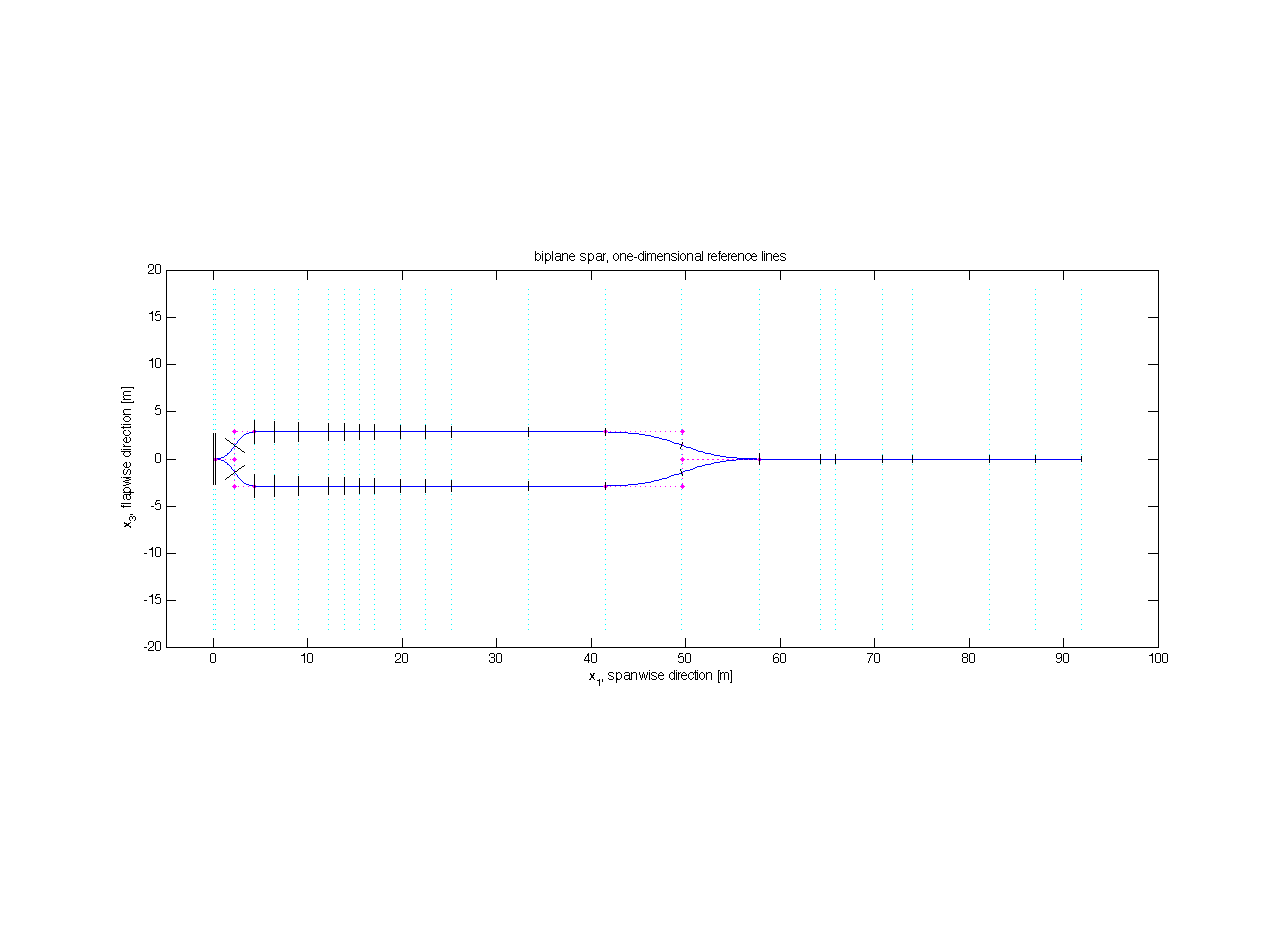 biplane spar, one-dimensional reference lines
20
15
10
5
0
-5
-10
-15
-20
x3, flapwise direction [m]
0 10 20 30 40 50 60 70 80 90 100
x1, spanwise direction [m]